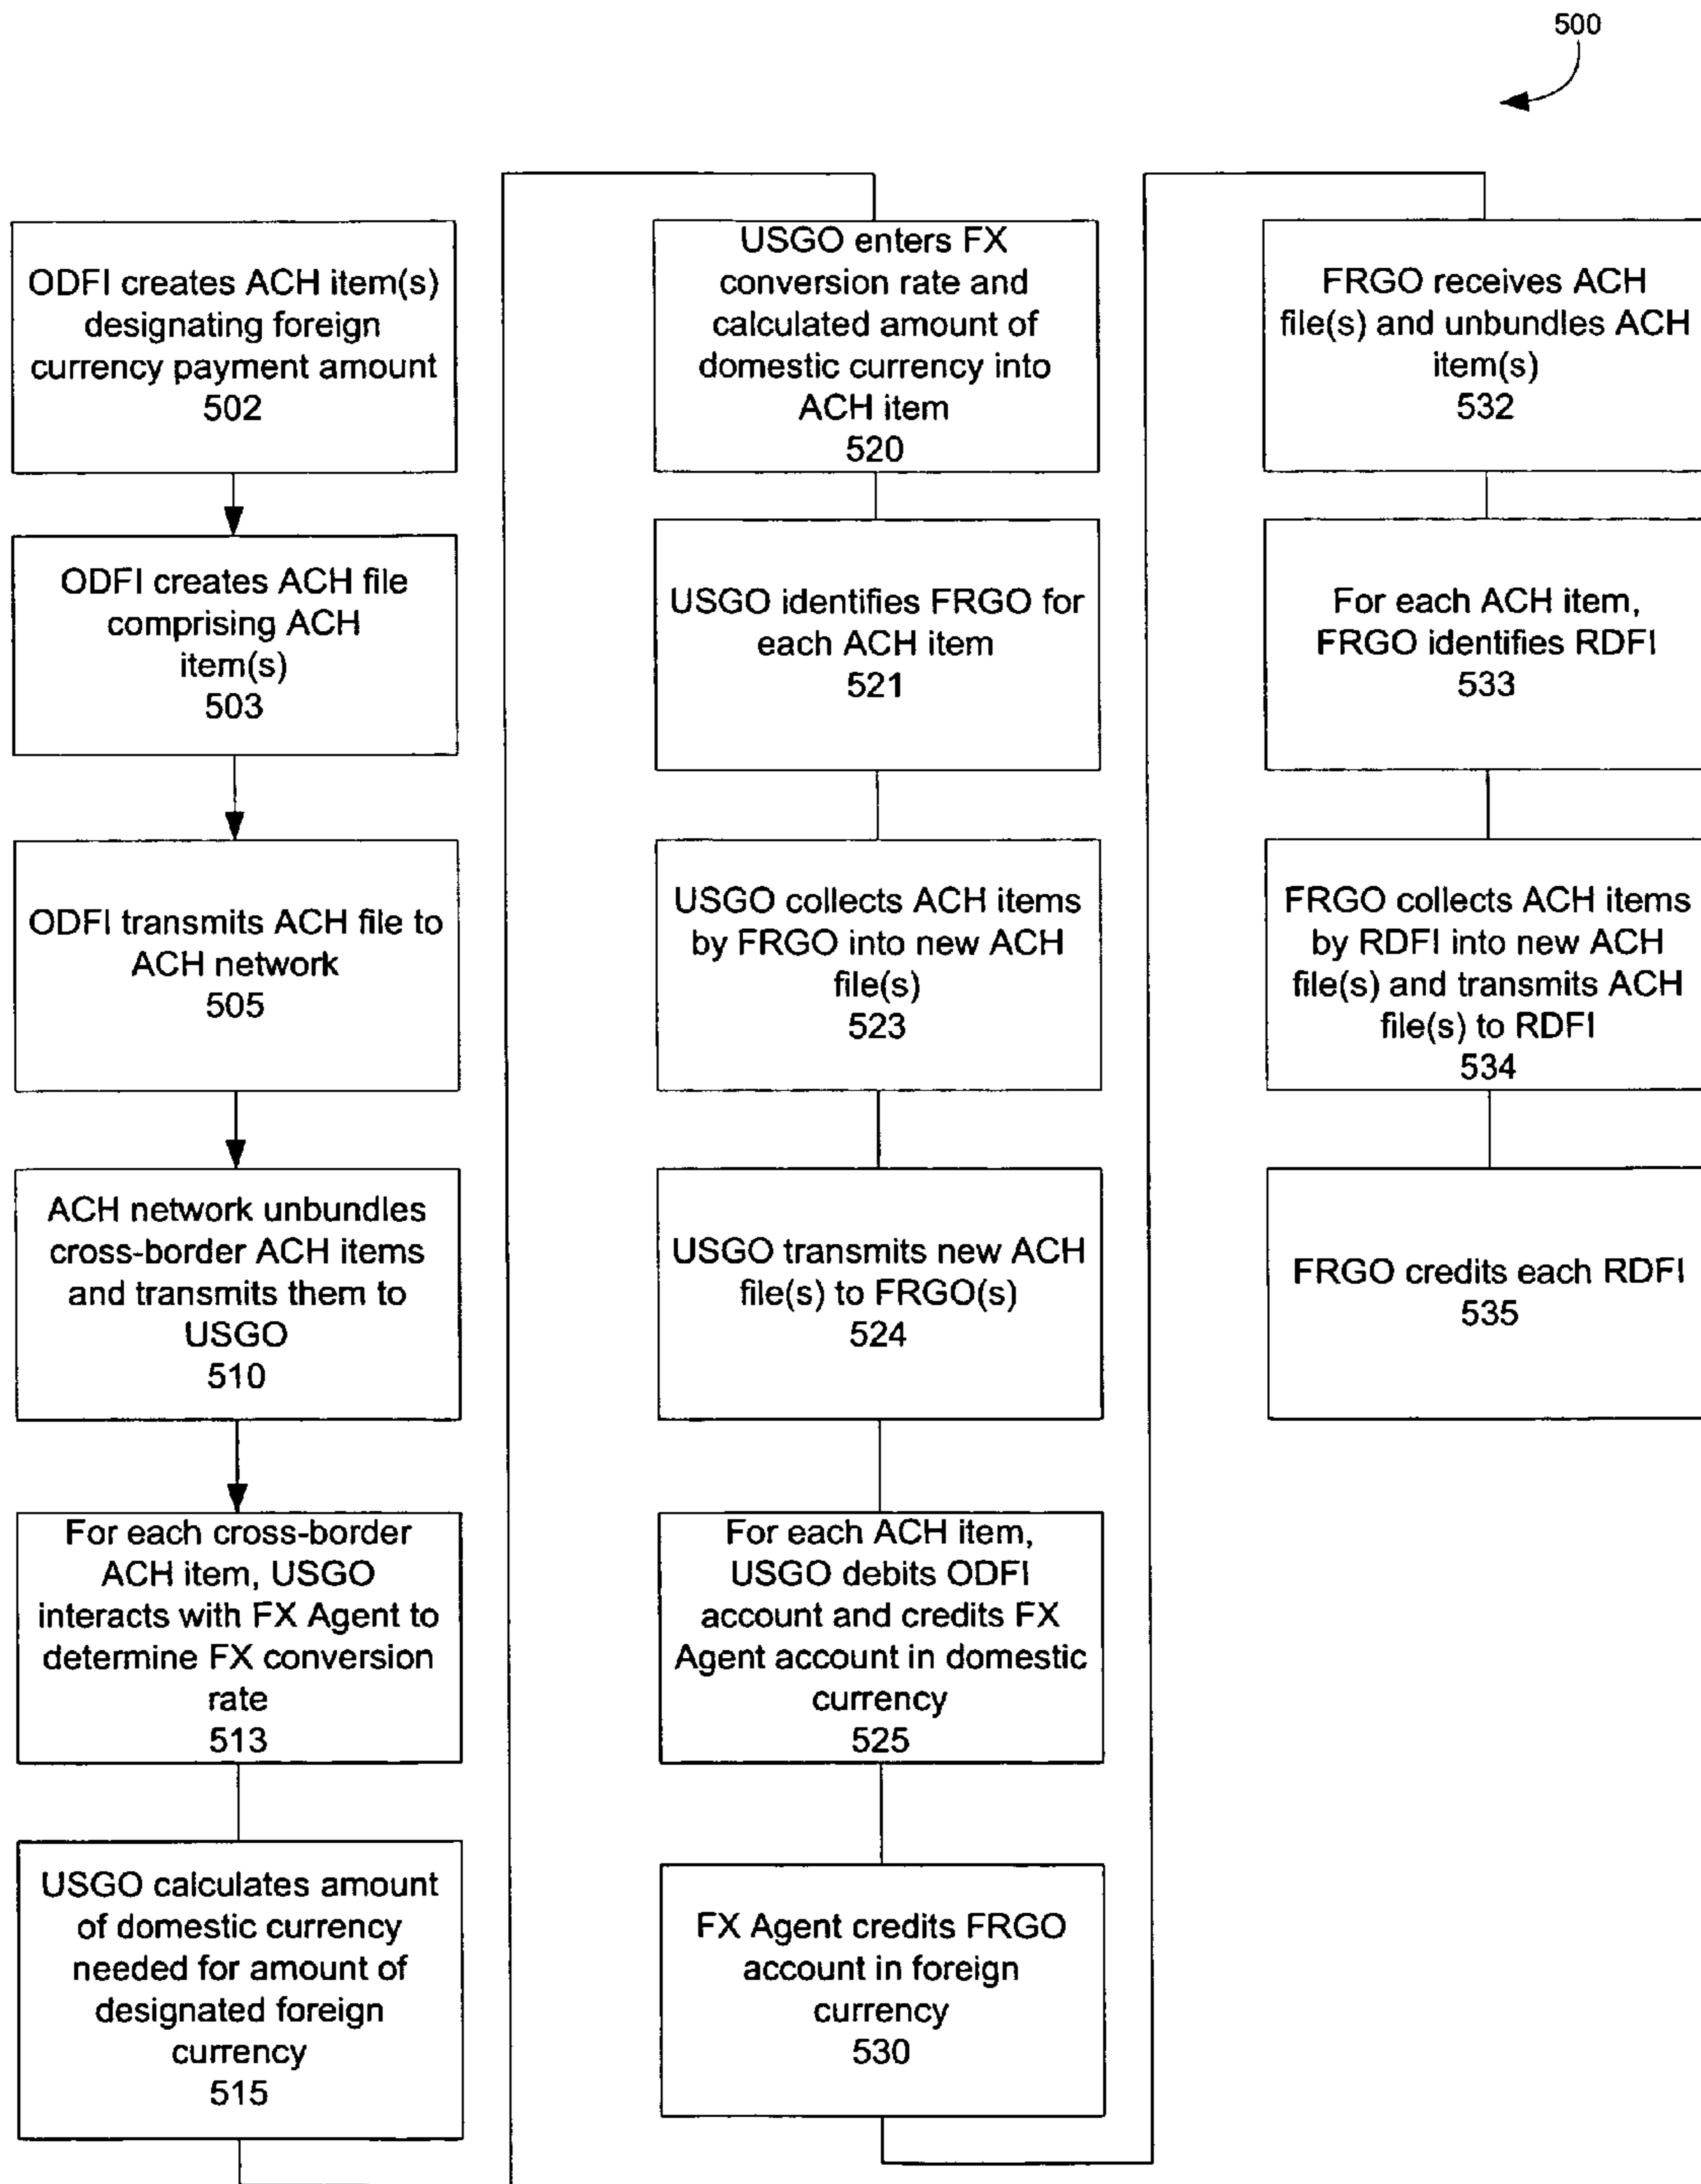 500
ODFI creates ACH item(s)
designating foreign
currency payment amount
502
ODFI creates ACH file
comprising ACH
item(s)
503
ODFI transmits ACH file to
ACH network
505
ACH network unbundles
cross-border ACH items
and transmits them to
USGO
510
For each cross-border
ACH item, USGO
interacts with FX Agent to
determine FX conversion
rate
513
USGO calculates amount
of domestic currency
needed for amount of
designated foreign
currency
515
USGO enters FX
conversion rate and
calculated amount of
domestic currency into
ACH item
520
USGO identifies FRGO for
each ACH item
521
USGO collects ACH items
by FRGO into new ACH
file(s)
523
USGO transmits new ACH
file(s) to FRGO(s)
524
For each ACH item,
USGO debits ODFI
account and credits FX
Agent account in domestic
currency
525
FX Agent credits FRGO
account in foreign
currency
530
FRGO receives ACH
file(s) and unbundles ACH
item(s)
532
For each ACH item,
FRGO identifies RDFI
533
FRGO collects ACH items
by RDFI into new ACH
file(s) and transmits ACH
file(s) to RDFI
534
FRGO credits each RDFI
535